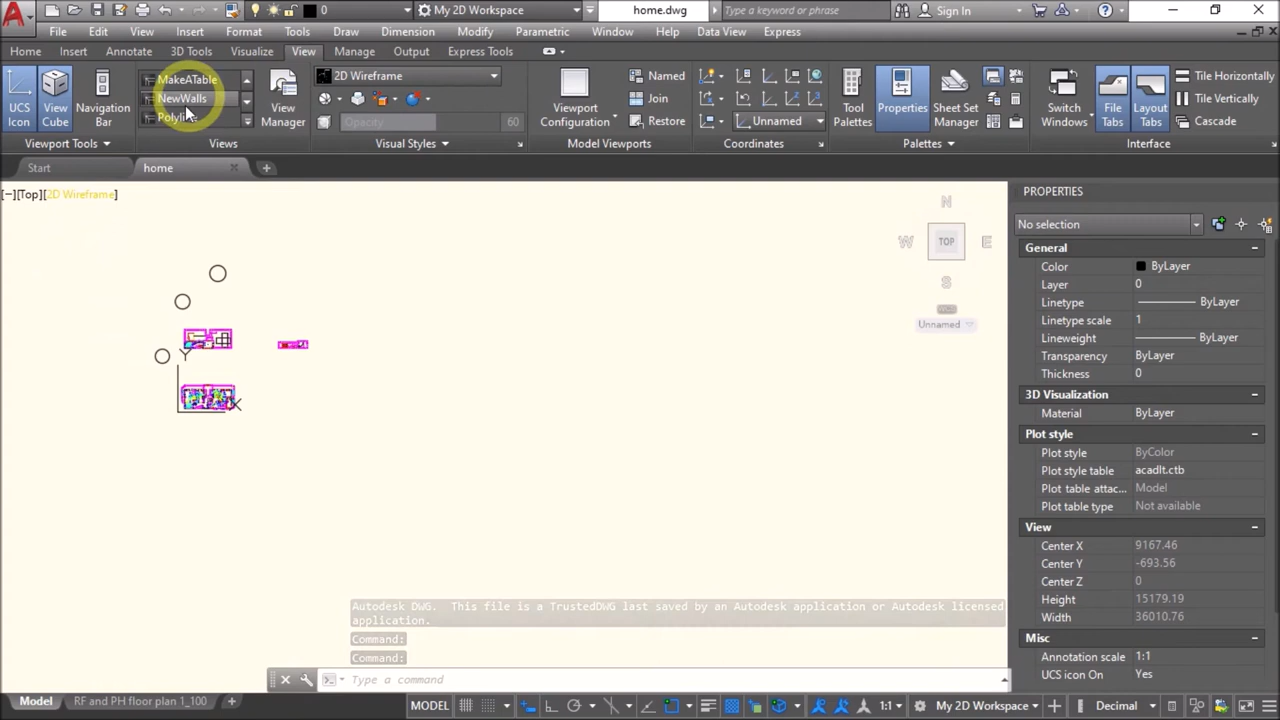 0
My 2D Workspace
home.dwg
Type a keyword or phrase
Sign In
File Edit View Insert Format Tools Draw Dimension Modify Parametric Window Help Data View Express
Home Insert Annotate 3D Tools Visualize View Manage Output Express Tools
UCS Icon
View Cube
Navigation Bar
MakeATable
NewWalls
Polyline
View Manager
2D Wireframe
Opacity 60
Viewport Configuration
Named
Join
Restore
Unnamed
Tool Palettes
Properties
Sheet Set Manager
Switch Windows
File Tabs
Layout Tabs
Tile Horizontally
Tile Vertically
Cascade
Viewport Tools Views Visual Styles Model Viewports Coordinates Palettes Interface
Start home
[−][Top][2D Wireframe]
N
W TOP E
S
WCS
Unnamed
Y
X
PROPERTIES
No selection
General
Color ByLayer
Layer 0
Linetype ByLayer
Linetype scale 1
Lineweight ByLayer
Transparency ByLayer
Thickness 0
3D Visualization
Material ByLayer
Plot style
Plot style ByColor
Plot style table acadlt.ctb
Plot table attac... Model
Plot table type Not available
View
Center X 9167.46
Center Y -693.56
Center Z 0
Height 15179.19
Width 36010.76
Misc
Annotation scale 1:1
UCS icon On Yes
Autodesk DWG. This file is a TrustedDWG last saved by an Autodesk application or Autodesk licensed
application.
Command:
Command:
Type a command
Model RF and PH floor plan 1_100
MODEL 1:1 My 2D Workspace Decimal